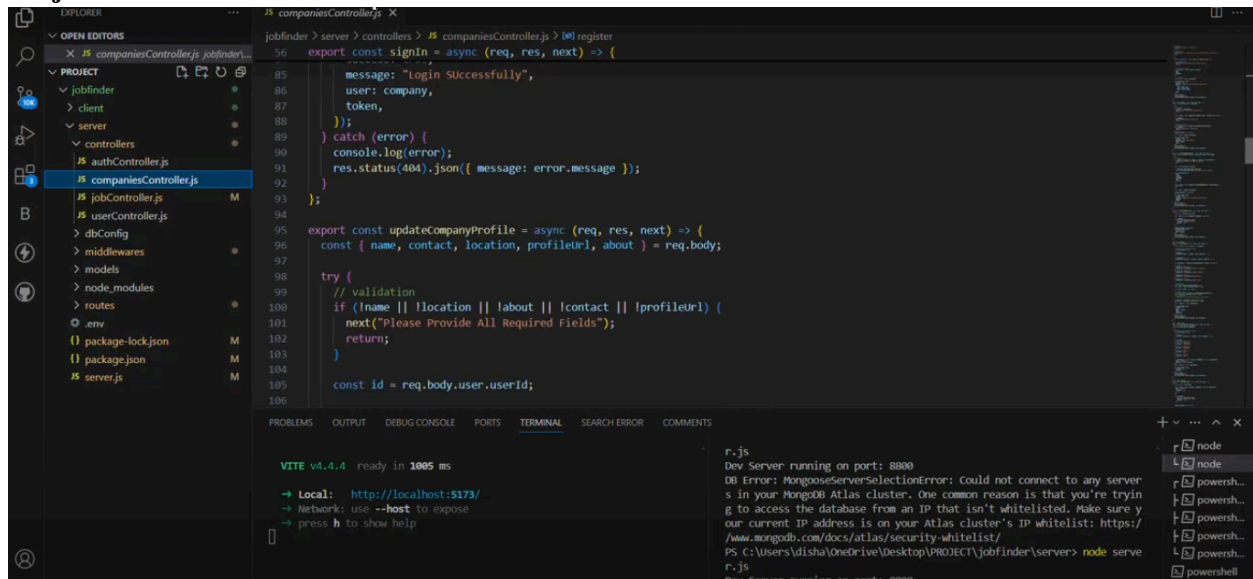 EXPLORER
OPEN EDITORS
JS companiesController.js jobfinder\...
PROJECT
jobfinder
client
server
controllers
JS authController.js
JS companiesController.js
JS jobController.js M
JS userController.js
dbConfig
middlewares
models
node_modules
routes
.env
{} package-lock.json M
{} package.json M
JS server.js M
10K
3
B
JS companiesController.js
jobfinder > server > controllers > JS companiesController.js > register
56 export const signIn = async (req, res, next) => {
85 message: "Login SUccessfully",
86 user: company,
87 token,
88 });
89 } catch (error) {
90 console.log(error);
91 res.status(404).json({ message: error.message });
92 }
93 };
94
95 export const updateCompanyProfile = async (req, res, next) => {
96 const { name, contact, location, profileUrl, about } = req.body;
97
98 try {
99 // validation
100 if (!name || !location || !about || !contact || !profileUrl) {
101 next("Please Provide All Required Fields");
102 return;
103 }
104
105 const id = req.body.user.userId;
106
PROBLEMS OUTPUT DEBUG CONSOLE PORTS TERMINAL SEARCH ERROR COMMENTS
VITE v4.4.4 ready in 1005 ms
→ Local: http://localhost:5173/
→ Network: use --host to expose
→ press h to show help
r.js
Dev Server running on port: 8800
DB Error: MongooseServerSelectionError: Could not connect to any server
s in your MongoDB Atlas cluster. One common reason is that you're tryin
g to access the database from an IP that isn't whitelisted. Make sure y
our current IP address is on your Atlas cluster's IP whitelist: https:/
/www.mongodb.com/docs/atlas/security-whitelist/
PS C:\Users\disha\OneDrive\Desktop\PROJECT\jobfinder\server> node serve
r.js
node
node
powersh...
powersh...
powersh...
powersh...
powersh...
powershell